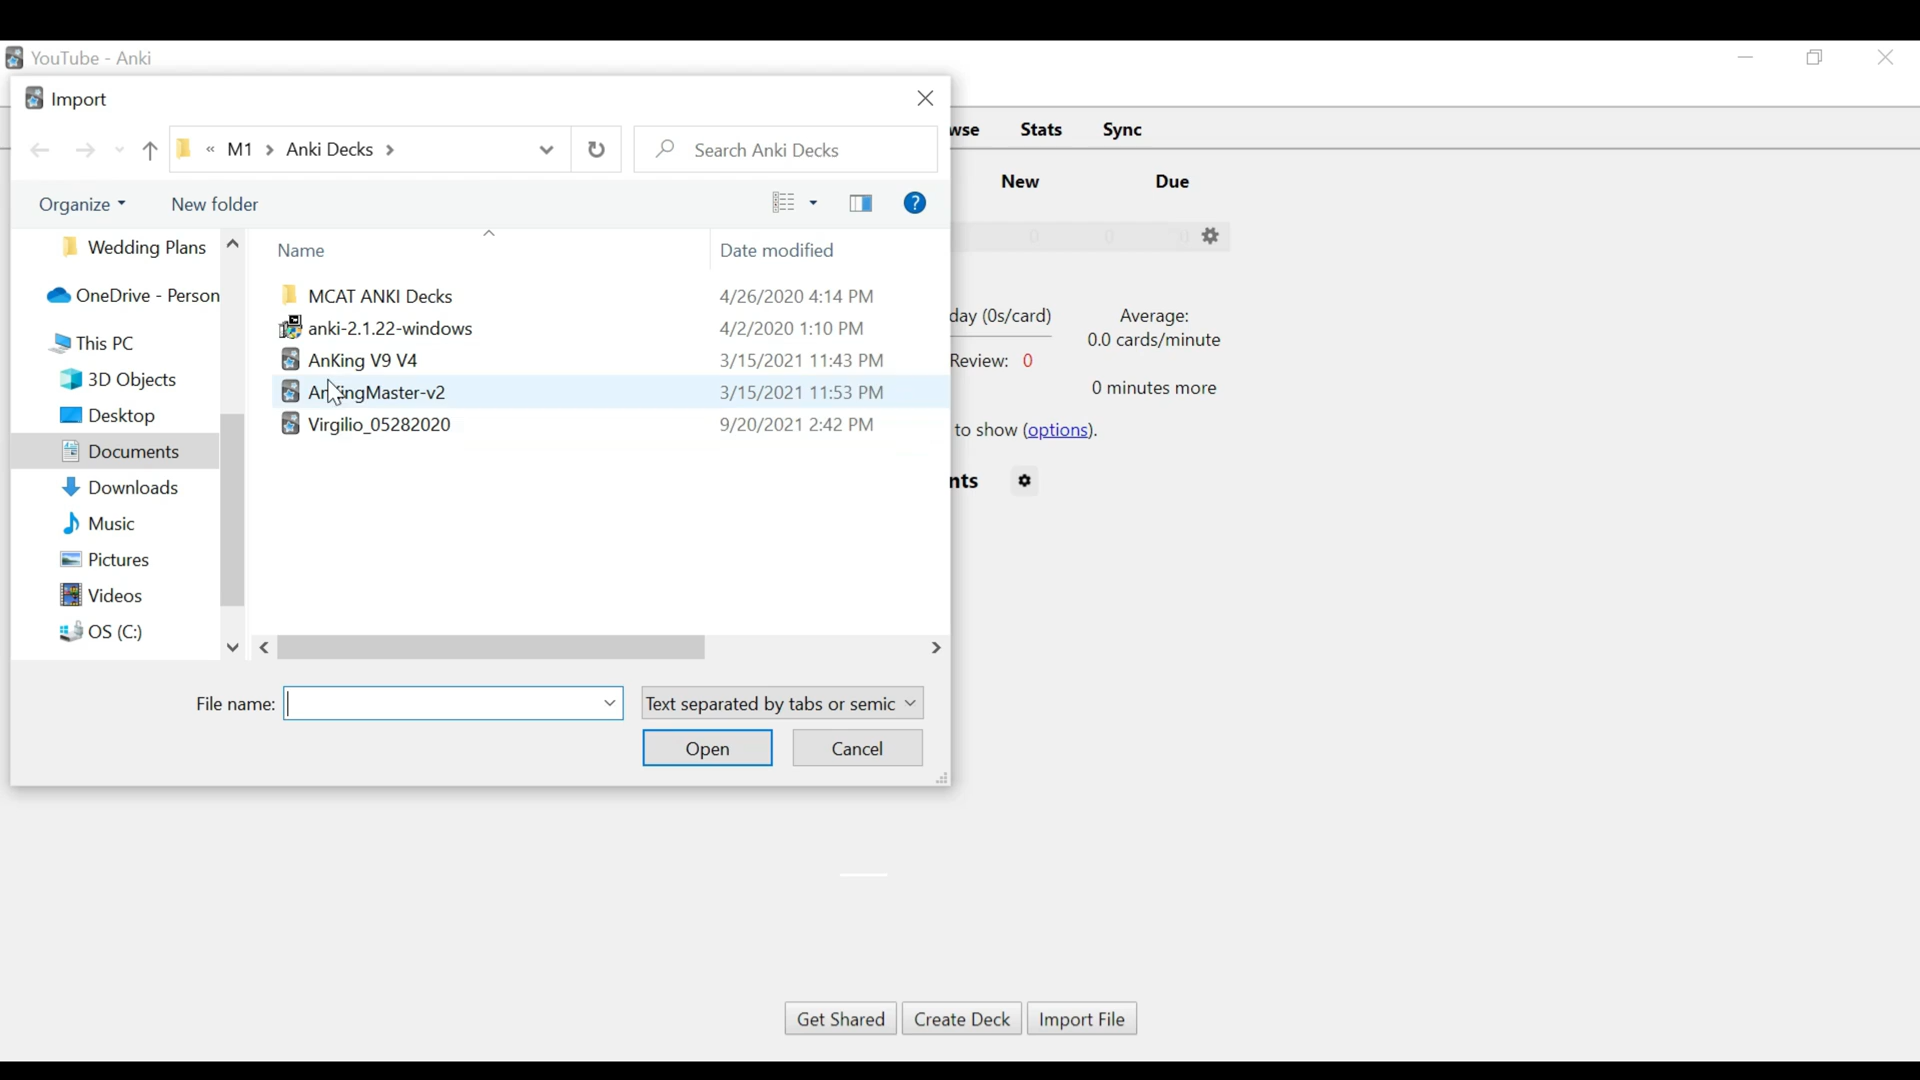 YouTube - Anki
Import
« M1 > Anki Decks >
Search Anki Decks
wse Stats Sync
Organize
New folder
?
New Due
Wedding Plans
OneDrive - Person
This PC
3D Objects
Desktop
Documents
Downloads
Music
Pictures
Videos
OS (C:)
Name Date modified
MCAT ANKI Decks 4/26/2020 4:14 PM
anki-2.1.22-windows 4/2/2020 1:10 PM
AnKing V9 V4 3/15/2021 11:43 PM
AnKingMaster-v2 3/15/2021 11:53 PM
Virgilio_05282020 9/20/2021 2:42 PM
0 0 0
day (0s/card)
Review: 0
Average:
0.0 cards/minute
0 minutes more
to show (options).
nts
File name:
Text separated by tabs or semic
Open Cancel
Get Shared Create Deck Import File